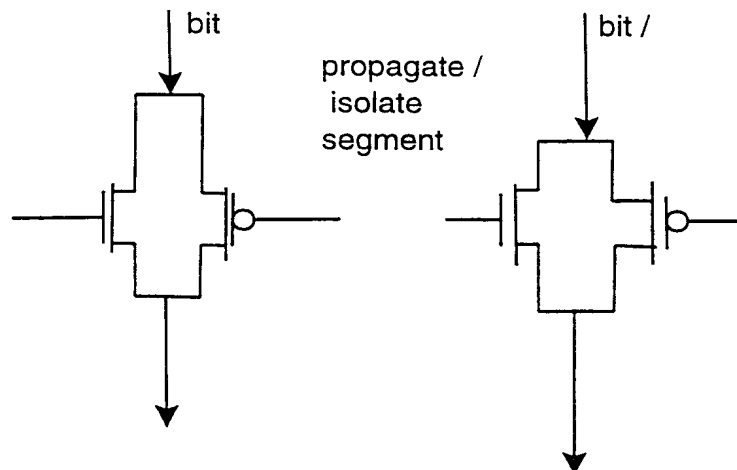 bit
bit /
propagate /
isolate
segment